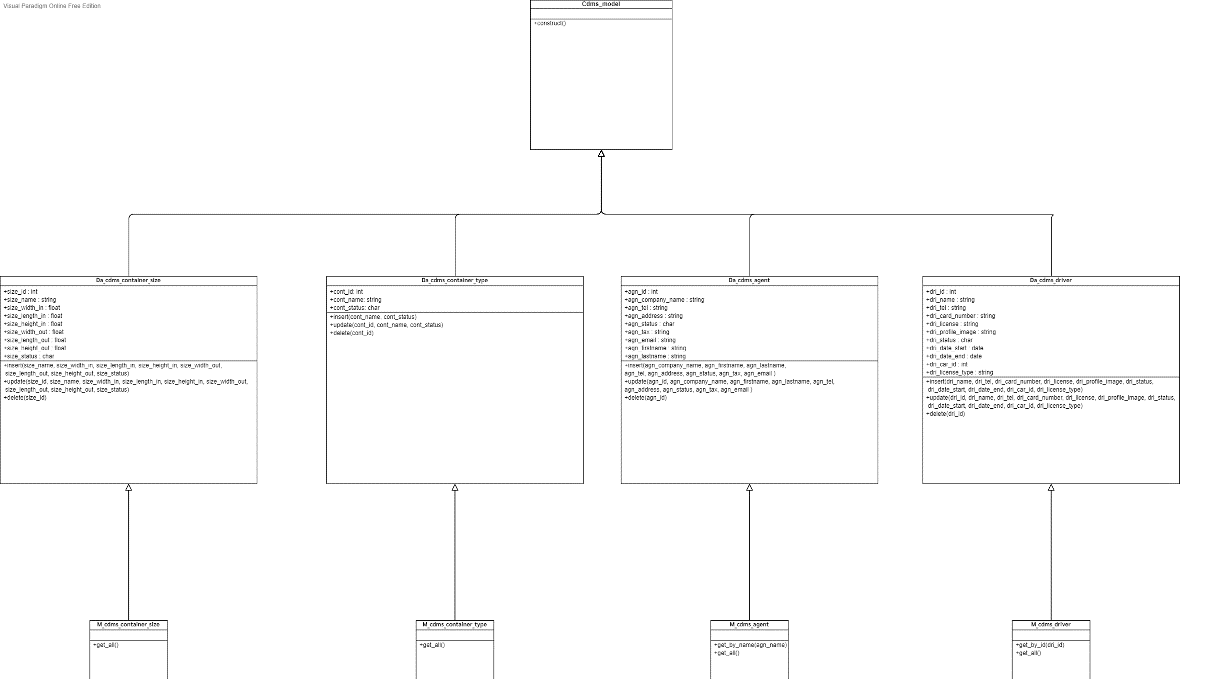 Visual Paradigm Online Free Edition
Cdms_model
+construct()
Da_cdms_container_size
+size_id : int
+size_name : string
+size_width_in : float
+size_length_in : float
+size_height_in : float
+size_width_out : float
+size_length_out : float
+size_height_out : float
+size_status : char
+insert(size_name, size_width_in, size_length_in, size_height_in, size_width_out,
size_length_out, size_height_out, size_status)
+update(size_id, size_name, size_width_in, size_length_in, size_height_in, size_width_out,
size_length_out, size_height_out, size_status)
+delete(size_id)
Da_cdms_container_type
+cont_id: int
+cont_name: string
+cont_status: char
+insert(cont_name, cont_status)
+update(cont_id, cont_name, cont_status)
+delete(cont_id)
Da_cdms_agent
+agn_id : int
+agn_company_name : string
+agn_tel : string
+agn_address : string
+agn_status : char
+agn_tax : string
+agn_email : string
+agn_firstname : string
+agn_lastname : string
+insert(agn_company_name, agn_firstname, agn_lastname,
agn_tel, agn_address, agn_status, agn_tax, agn_email )
+update(agn_id, agn_company_name, agn_firstname, agn_lastname, agn_tel,
agn_address, agn_status, agn_tax, agn_email )
+delete(agn_id)
Da_cdms_driver
+dri_id : int
+dri_name : string
+dri_tel : string
+dri_card_number : string
+dri_license : string
+dri_profile_image : string
+dri_status : char
+dri_date_start : date
+dri_date_end : date
+dri_car_id : int
+dri_license_type : string
+insert(dri_name, dri_tel, dri_card_number, dri_license, dri_profile_image, dri_status,
dri_date_start, dri_date_end, dri_car_id, dri_license_type)
+update(dri_id, dri_name, dri_tel, dri_card_number, dri_license, dri_profile_image, dri_status,
dri_date_start, dri_date_end, dri_car_id, dri_license_type)
+delete(dri_id)
M_cdms_container_size
+get_all()
M_cdms_container_type
+get_all()
M_cdms_agent
+get_by_name(agn_name)
+get_all()
M_cdms_driver
+get_by_id(dri_id)
+get_all()